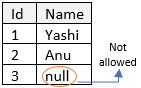 Id Name
1 Yashi
2 Anu
3 null
Not
allowed